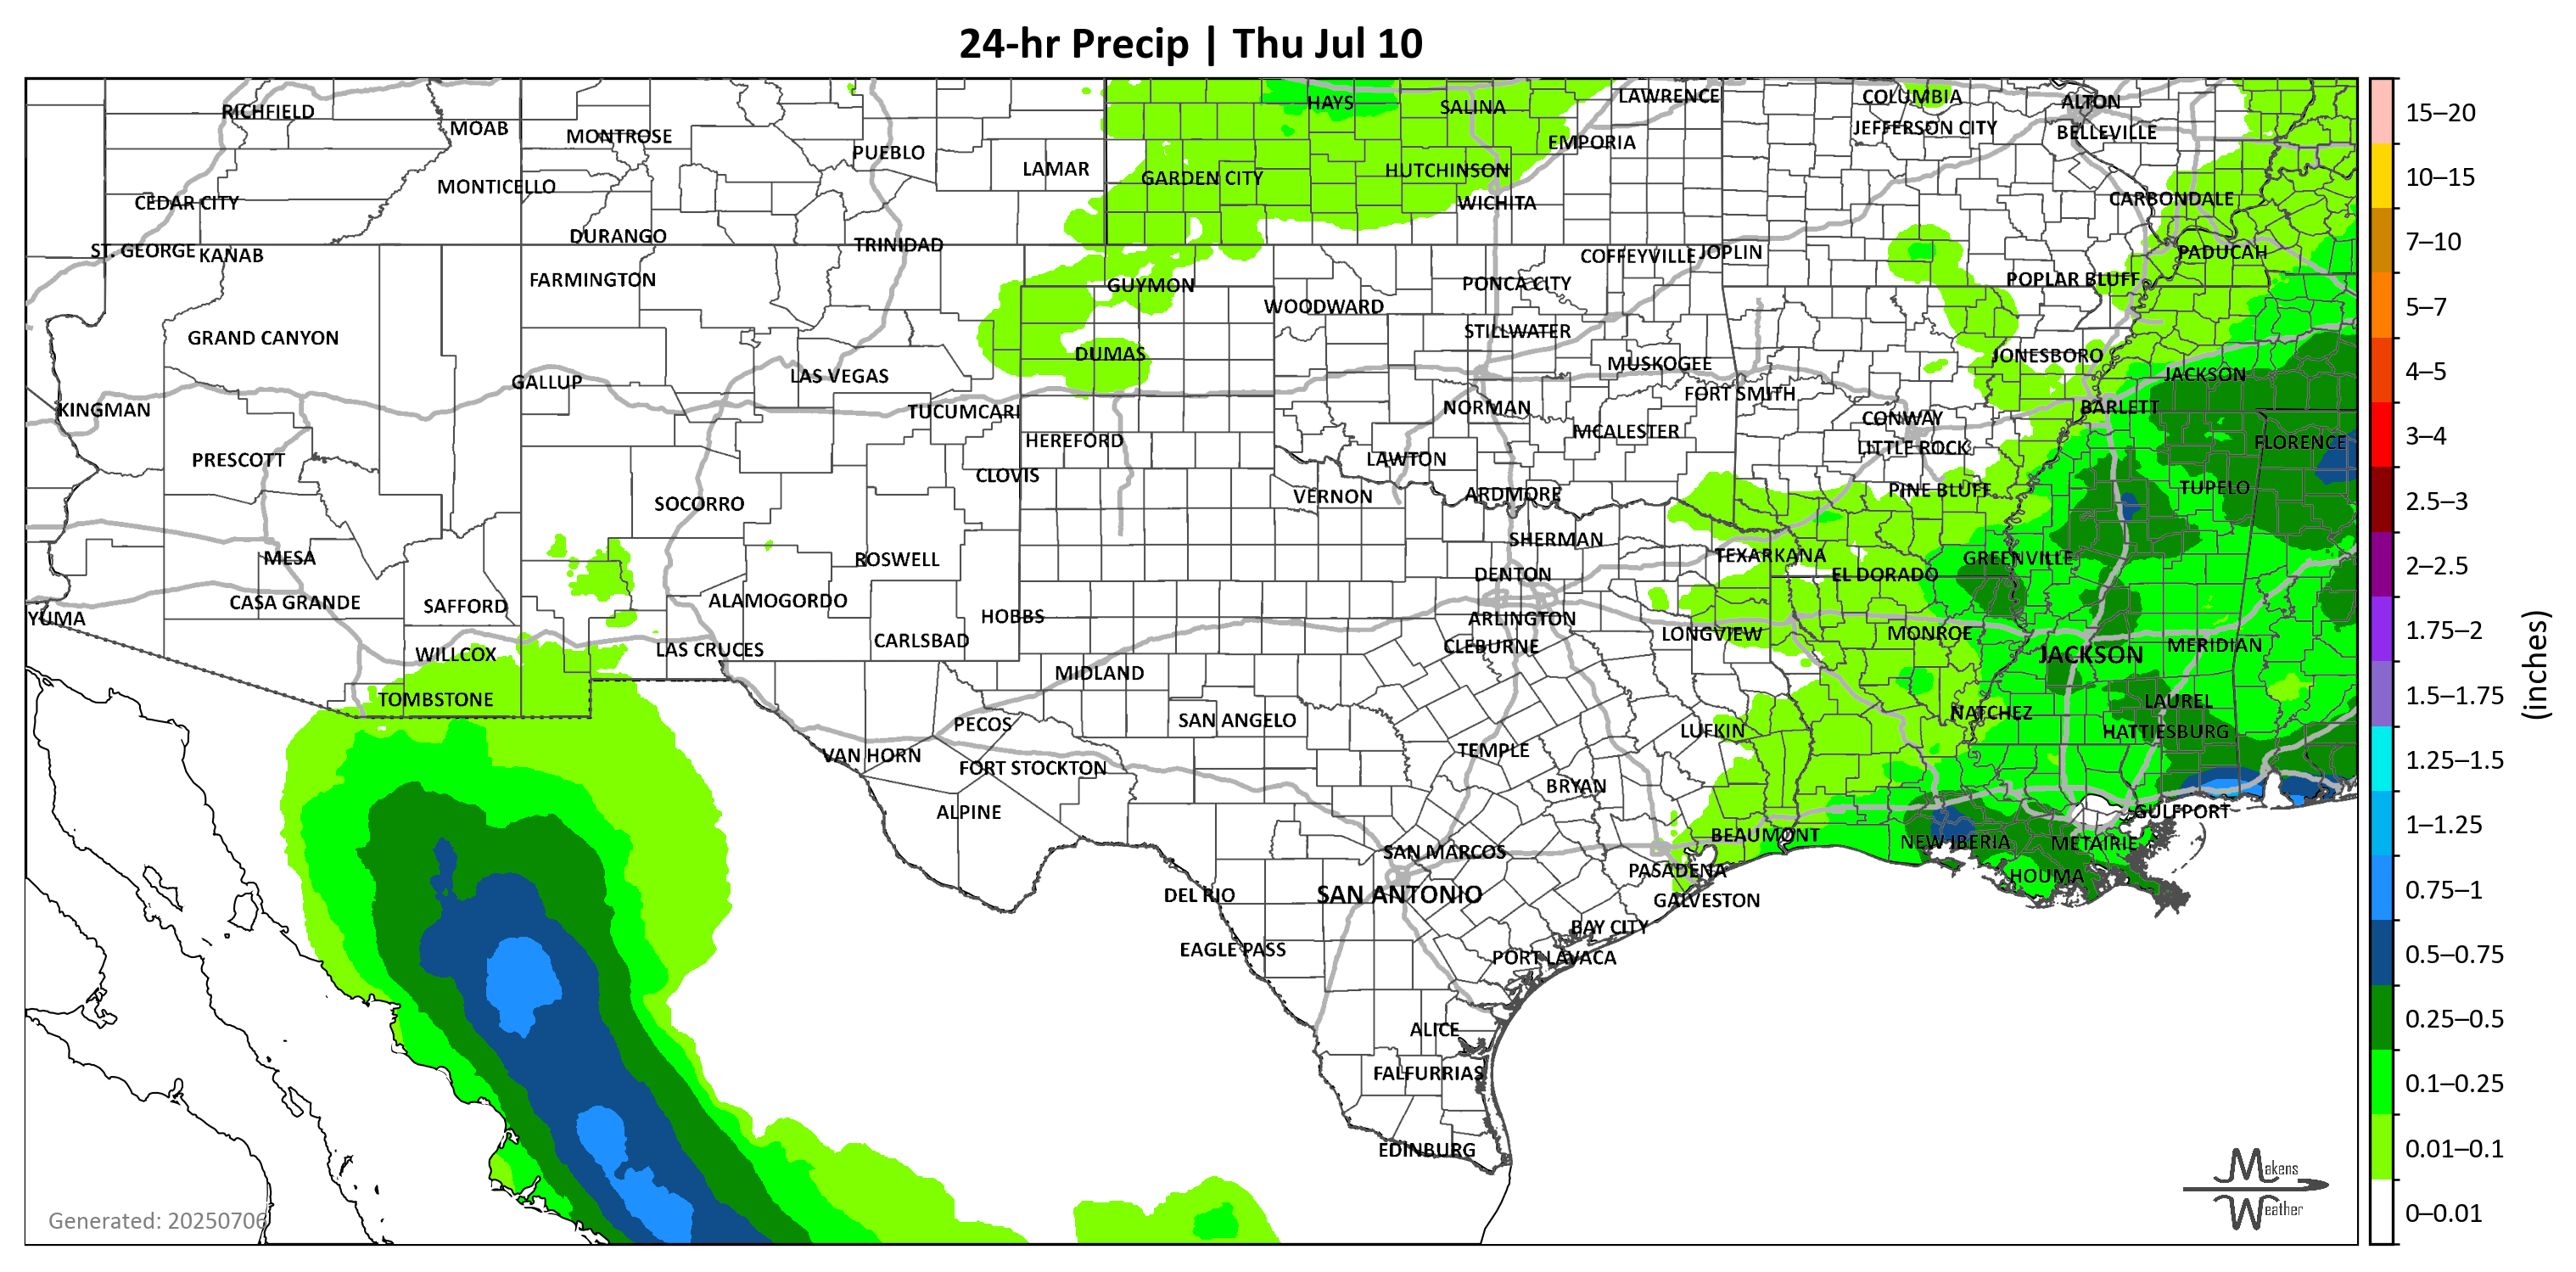 24-hr Precip | Thu Jul 10
RICHFIELD
MOAB
MONTROSE
PUEBLO
LAMAR
HAYS
SALINA
LAWRENCE
COLUMBIA
ALTON
EMPORIA
JEFFERSON CITY
BELLEVILLE
CEDAR CITY
MONTICELLO
GARDEN CITY
HUTCHINSON
WICHITA
CARBONDALE
ST. GEORGE
KANAB
DURANGO
TRINIDAD
COFFEYVILLE
JOPLIN
PADUCAH
FARMINGTON
GUYMON
WOODWARD
PONCA CITY
POPLAR BLUFF
GRAND CANYON
STILLWATER
DUMAS
MUSKOGEE
JONESBORO
GALLUP
LAS VEGAS
FORT SMITH
JACKSON
KINGMAN
TUCUMCARI
NORMAN
CONWAY
BARLETT
HEREFORD
MCALESTER
LITTLE ROCK
FLORENCE
PRESCOTT
CLOVIS
LAWTON
SOCORRO
VERNON
ARDMORE
PINE BLUFF
TUPELO
MESA
ROSWELL
SHERMAN
TEXARKANA
GREENVILLE
DENTON
EL DORADO
YUMA
CASA GRANDE
SAFFORD
ALAMOGORDO
HOBBS
ARLINGTON
WILLCOX
LAS CRUCES
CARLSBAD
CLEBURNE
LONGVIEW
MONROE
JACKSON
MERIDIAN
TOMBSTONE
MIDLAND
LAUREL
PECOS
SAN ANGELO
LUFKIN
NATCHEZ
HATTIESBURG
VAN HORN
FORT STOCKTON
TEMPLE
ALPINE
BRYAN
GULFPORT
SAN MARCOS
BEAUMONT
NEW IBERIA
METAIRIE
DEL RIO
SAN ANTONIO
PASADENA
GALVESTON
HOUMA
EAGLE PASS
BAY CITY
PORT LAVACA
ALICE
FALFURRIAS
EDINBURG
Generated: 20250706
Makens
Weather
15–20
10–15
7–10
5–7
4–5
3–4
2.5–3
2–2.5
1.75–2
1.5–1.75
1.25–1.5
1–1.25
0.75–1
0.5–0.75
0.25–0.5
0.1–0.25
0.01–0.1
0–0.01
(inches)